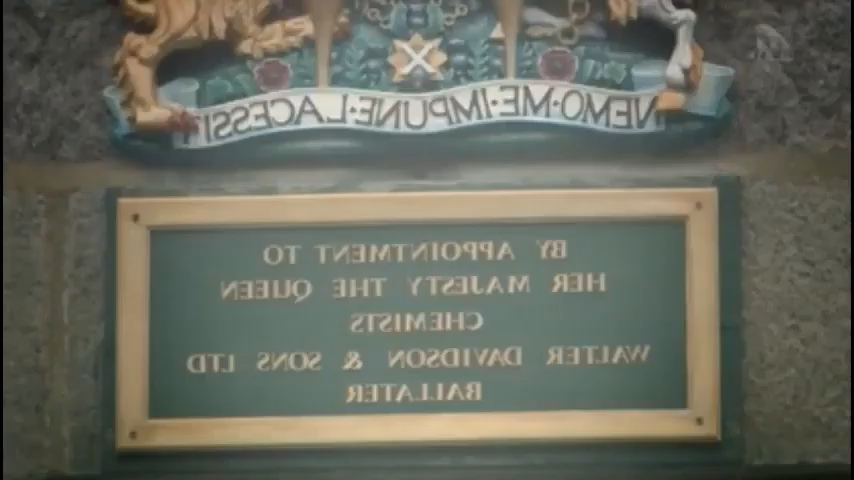 NEMO·ME·IMPUNE·LACESSIT
BY APPOINTMENT TO
HER MAJESTY THE QUEEN
CHEMISTS
WALTER DAVIDSON & SONS LTD
BALLATER